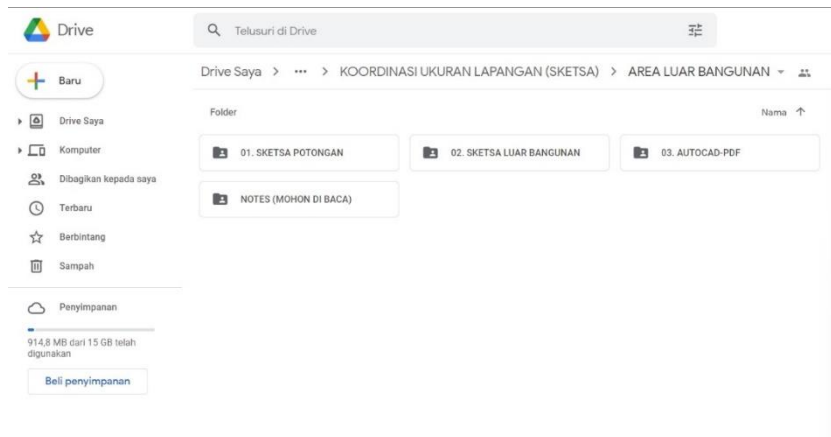 Drive
Telusuri di Drive
Baru
Drive Saya > ... > KOORDINASI UKURAN LAPANGAN (SKETSA) > AREA LUAR BANGUNAN
Folder
Nama ↑
Drive Saya
Komputer
Dibagikan kepada saya
Terbaru
Berbintang
Sampah
Penyimpanan
914,8 MB dari 15 GB telah
digunakan
Beli penyimpanan
01. SKETSA POTONGAN
02. SKETSA LUAR BANGUNAN
03. AUTOCAD-PDF
NOTES (MOHON DI BACA)